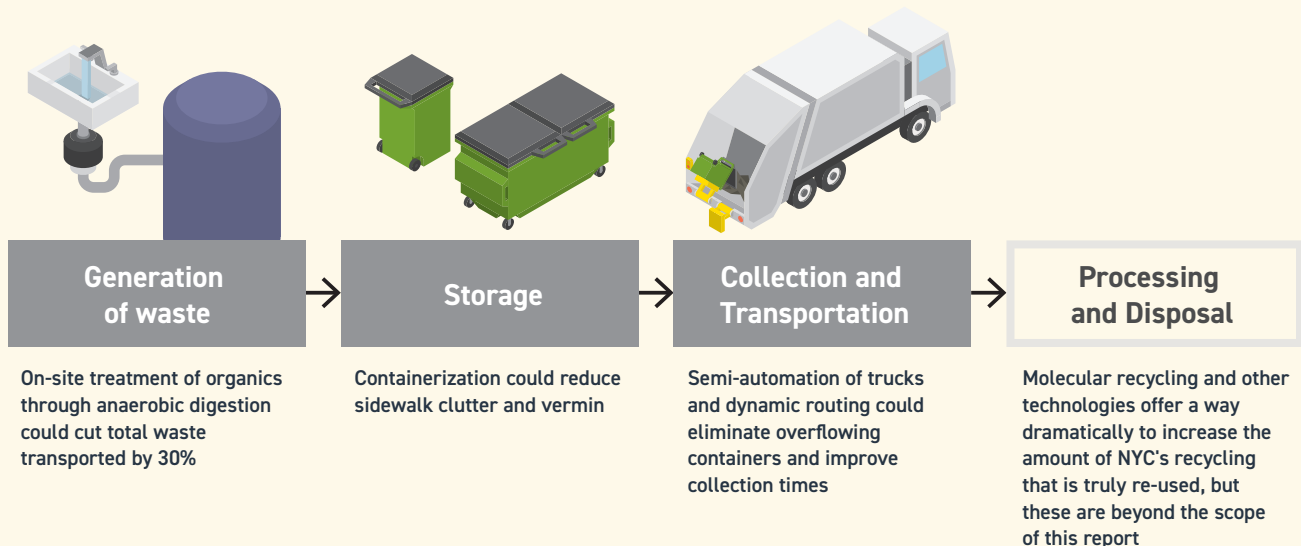 Generation
of waste
Storage
Collection and
Transportation
Processing
and Disposal
On-site treatment of organics
through anaerobic digestion
could cut total waste
transported by 30%
Containerization could reduce
sidewalk clutter and vermin
Semi-automation of trucks
and dynamic routing could
eliminate overflowing
containers and improve
collection times
Molecular recycling and other
technologies offer a way
dramatically to increase the
amount of NYC's recycling
that is truly re-used, but
these are beyond the scope
of this report